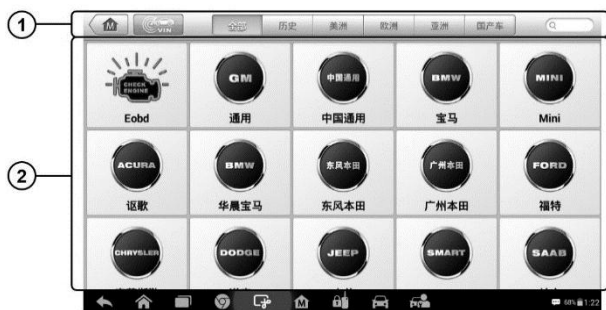 1
VIN
全部 历史 美洲 欧洲 亚洲 国产车
2
CHECK ENGINE
GM 中国通用 BMW MINI
Eobd 通用 中国通用 宝马 Mini
ACURA BMW 东风本田 广州本田 FORD
讴歌 华晨宝马 东风本田 广州本田 福特
CHRYSLER DODGE JEEP SMART SAAB
68% 1:22